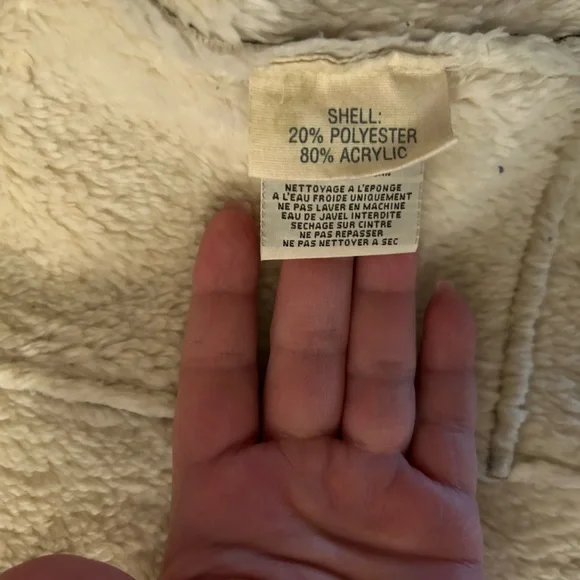 SHELL:
20% POLYESTER
80% ACRYLIC
NETTOYAGE A L'EPONGE
A L'EAU FROIDE UNIQUEMENT
NE PAS LAVER EN MACHINE
EAU DE JAVEL INTERDITE
SECHAGE SUR CINTRE
NE PAS REPASSER
NE PAS NETTOYER A SEC